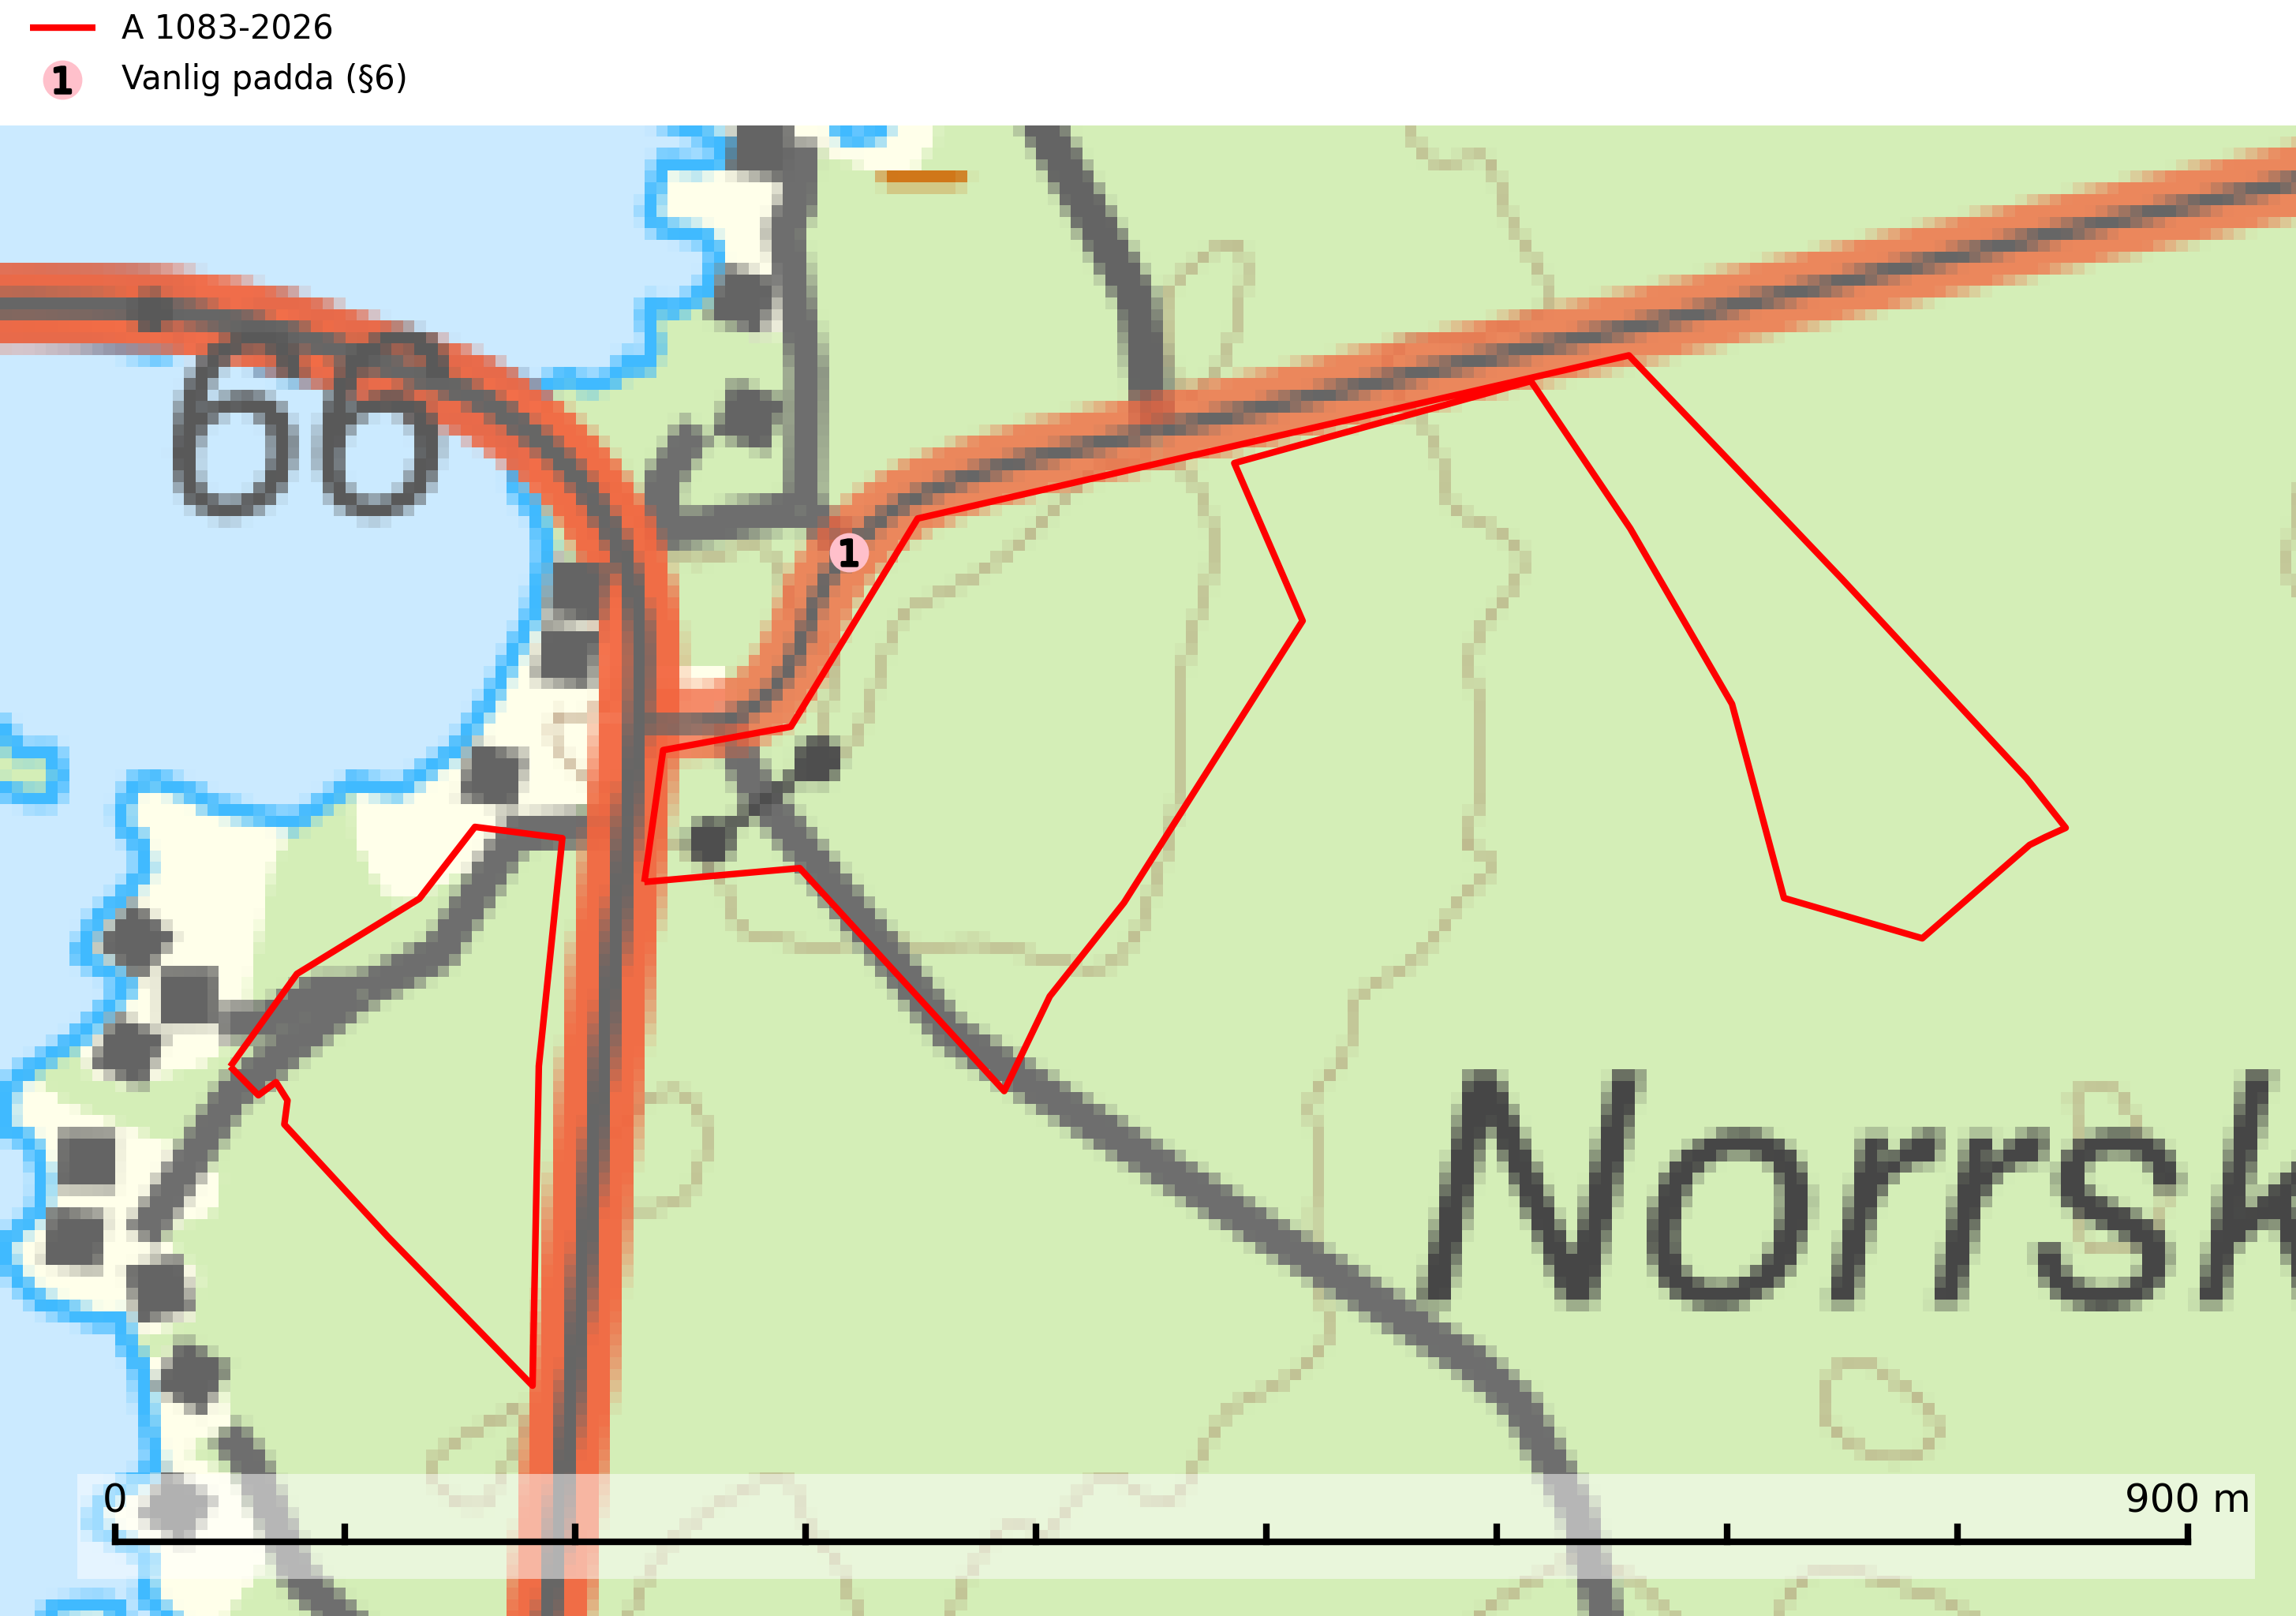 A 1083-2026
1 Vanlig padda (§6)
66
1
Norrsk
0 900 m